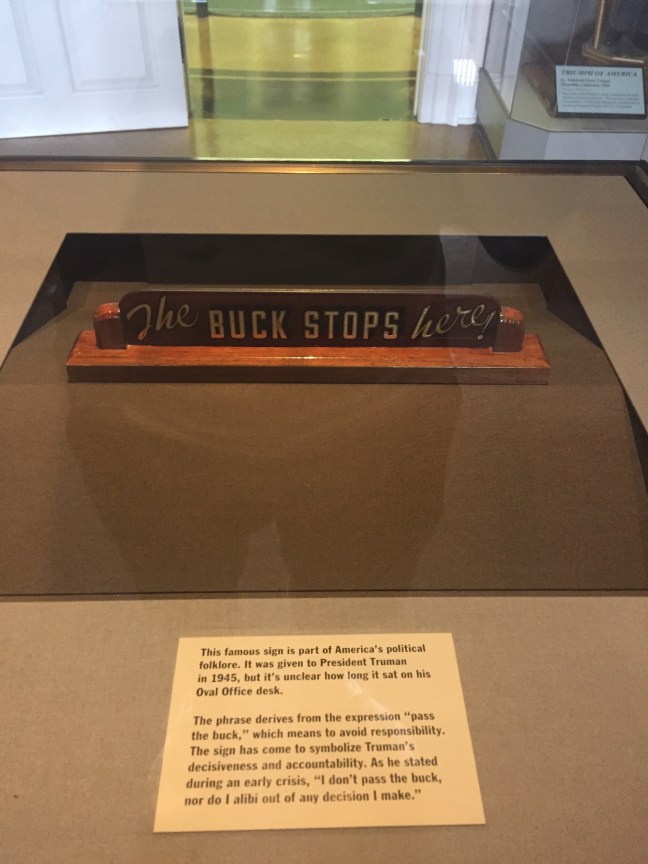 TRIUMPH OF AMERICA
The BUCK STOPS here!
This famous sign is part of America's political
folklore. It was given to President Truman
in 1945, but it's unclear how long it sat on his
Oval Office desk.
The phrase derives from the expression "pass
the buck," which means to avoid responsibility.
The sign has come to symbolize Truman's
decisiveness and accountability. As he stated
during an early crisis, "I don't pass the buck,
nor do I alibi out of any decision I make."